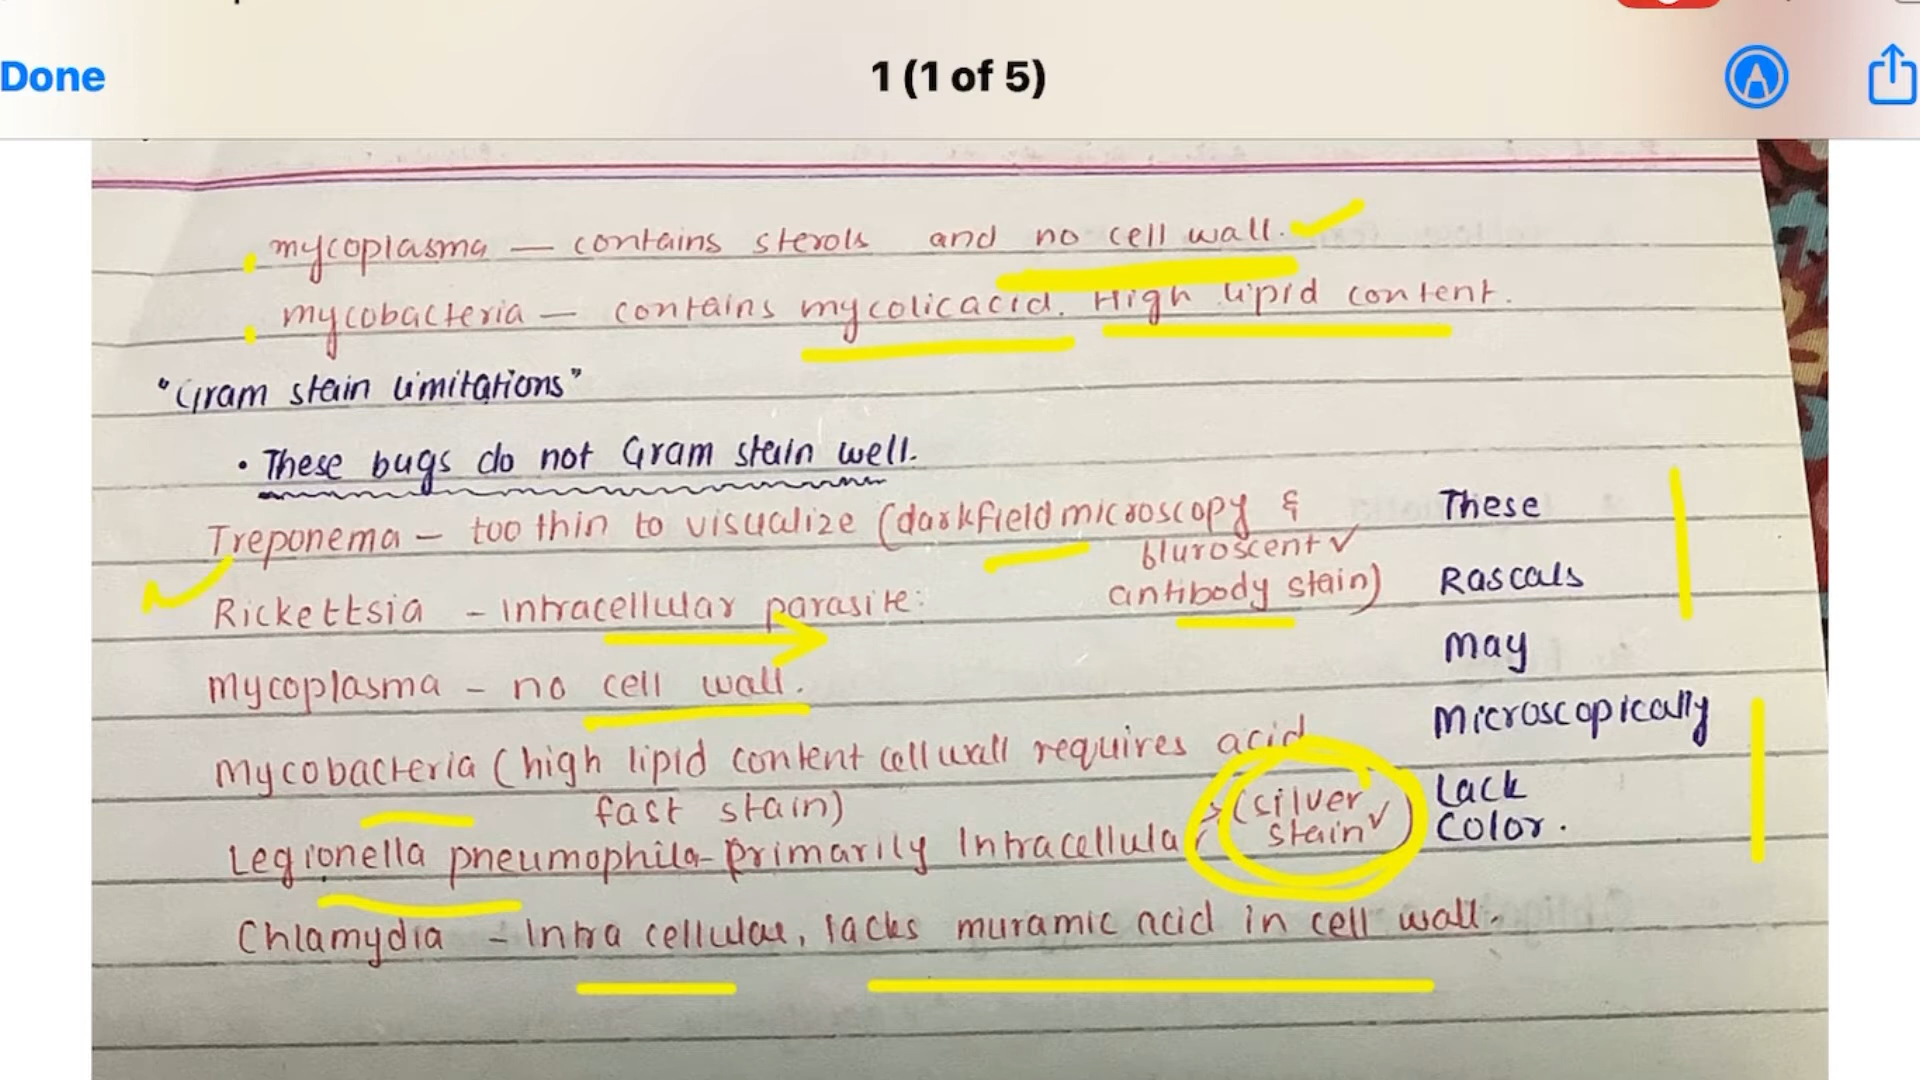 Done
1 (1 of 5)
mycoplasma — contains sterols and no cell wall.
mycobacteria — contains mycolicacid. High lipid content.
"Gram stain limitations"
• These bugs do not Gram stain well.
Treponema - too thin to visualize (darkfield microscopy &
bluroscent ✓
antibody stain)
Rickettsia - intracellular parasite:
mycoplasma - no cell wall.
Mycobacteria (high lipid content cell wall requires acid
fast stain)
Legionella pneumophila - primarily Intracellular
(silver
stain ✓)
Chlamydia - Intra cellular, lacks muramic acid in cell wall.
These
Rascals
may
microscopically
Lack
Color.